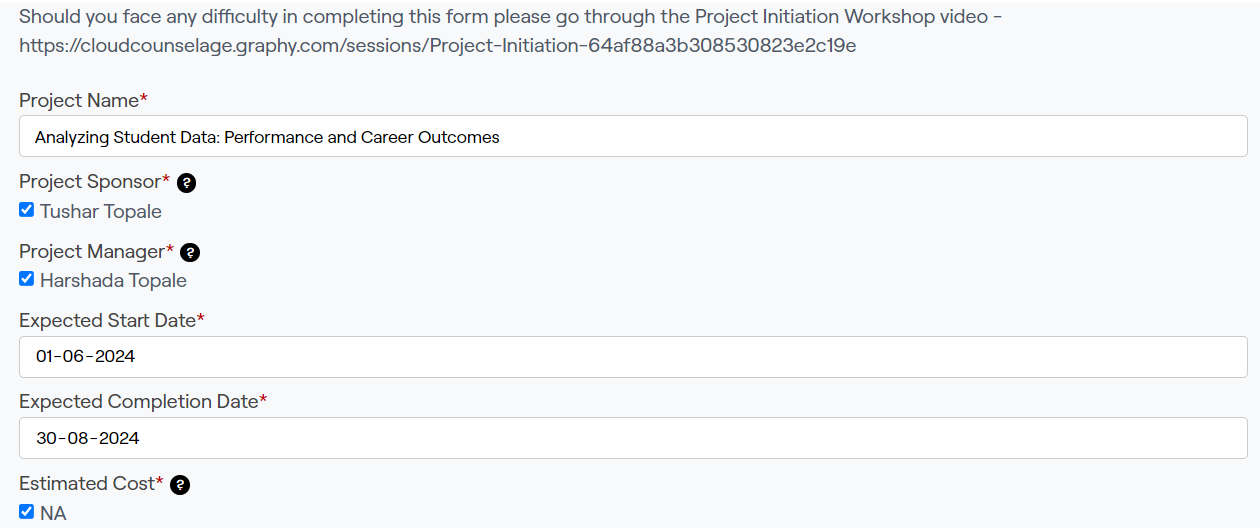 Should you face any difficulty in completing this form please go through the Project Initiation Workshop video -
https://cloudcounselage.graphy.com/sessions/Project-Initiation-64af88a3b308530823e2c19e
Project Name*
Analyzing Student Data: Performance and Career Outcomes
Project Sponsor* ?
Tushar Topale
Project Manager* ?
Harshada Topale
Expected Start Date*
01-06-2024
Expected Completion Date*
30-08-2024
Estimated Cost* ?
NA